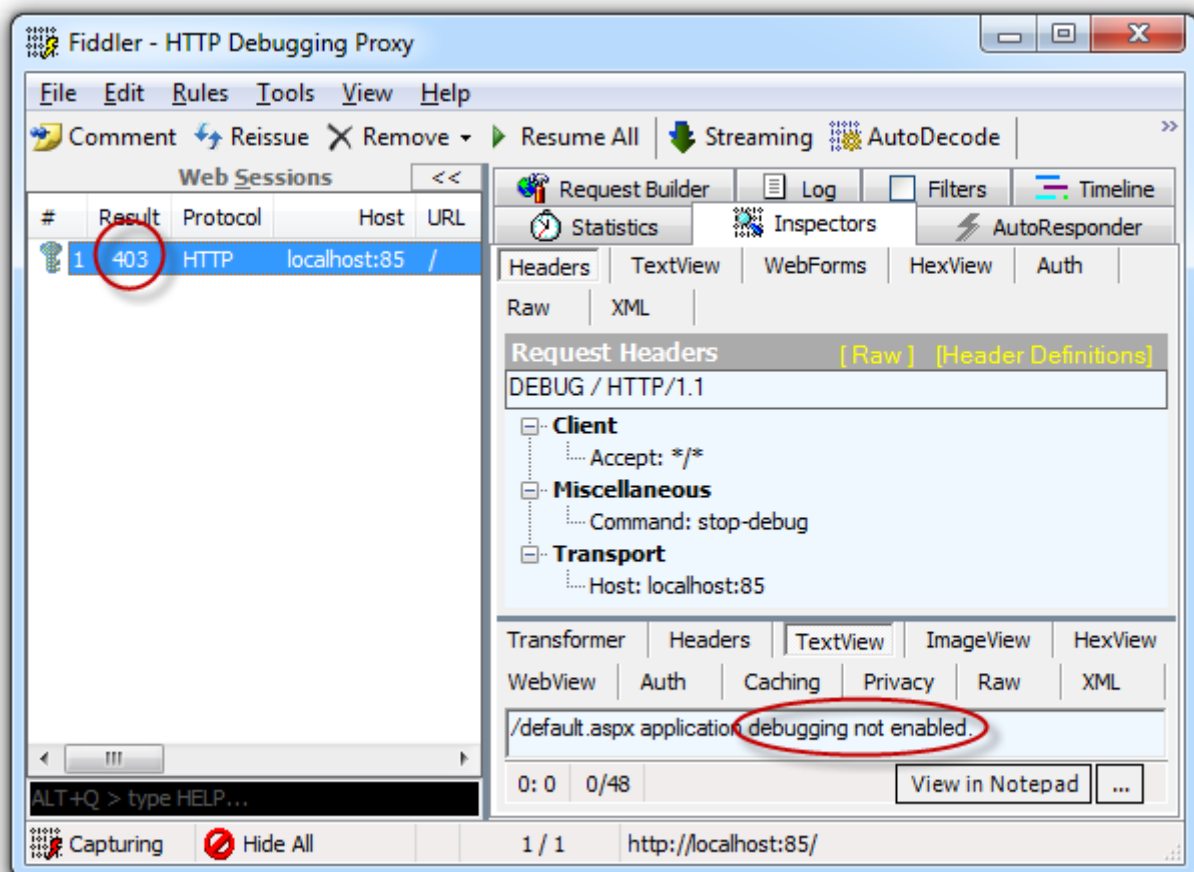 Fiddler - HTTP Debugging Proxy
File Edit Rules Tools View Help
Comment Reissue Remove Resume All Streaming AutoDecode >>
Web Sessions <<
# Result Protocol Host URL
1 403 HTTP localhost:85 /
ALT+Q > type HELP...
Request Builder Log Filters Timeline
Statistics Inspectors AutoResponder
Headers TextView WebForms HexView Auth
Raw XML
Request Headers [ Raw ] [Header Definitions]
DEBUG / HTTP/1.1
Client
Accept: */*
Miscellaneous
Command: stop-debug
Transport
Host: localhost:85
Transformer Headers TextView ImageView HexView
WebView Auth Caching Privacy Raw XML
/default.aspx application debugging not enabled.
0: 0 0/48 View in Notepad ...
Capturing Hide All 1 / 1 http://localhost:85/